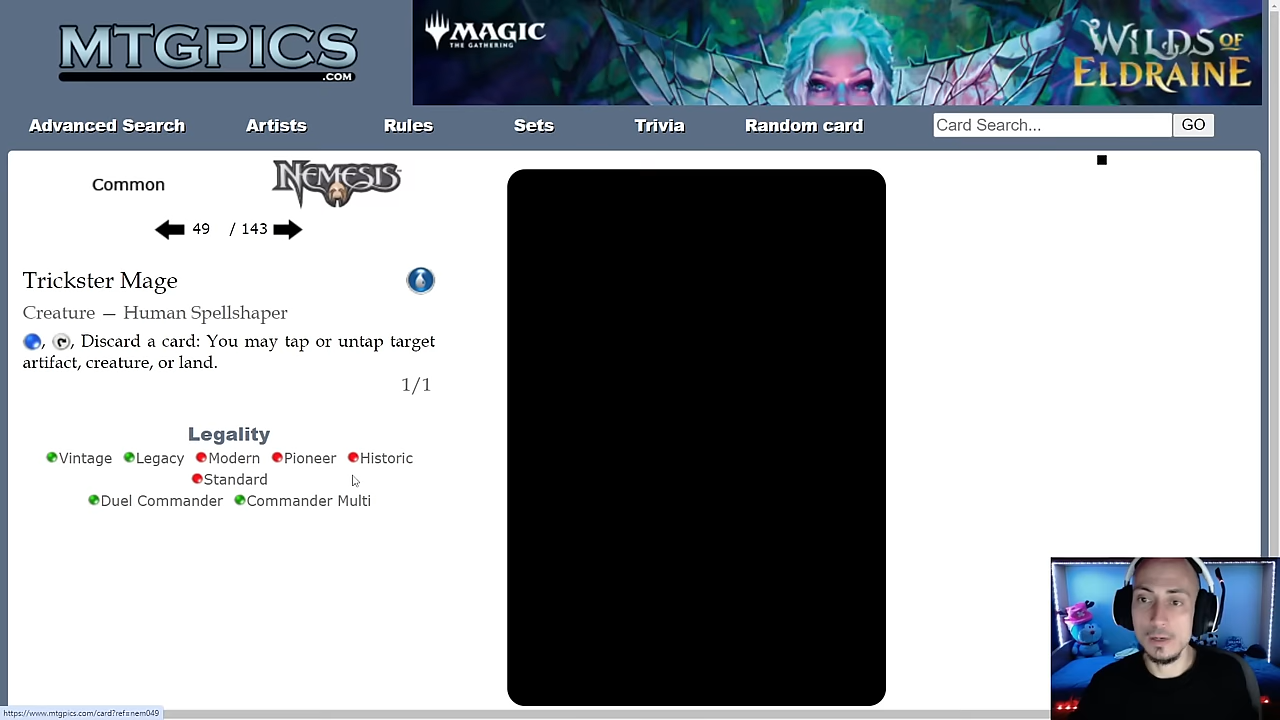 MTGPICS
.COM
MAGIC
THE GATHERING
WILDS OF
ELDRAINE
Advanced Search
Artists
Rules
Sets
Trivia
Random card
Card Search...
GO
Common
NEMESIS
49 / 143
Trickster Mage
Creature — Human Spellshaper
, , Discard a card: You may tap or untap target
artifact, creature, or land.
1/1
Legality
Vintage Legacy Modern Pioneer Historic
Standard
Duel Commander Commander Multi
https://www.mtgpics.com/card?ref=nem049